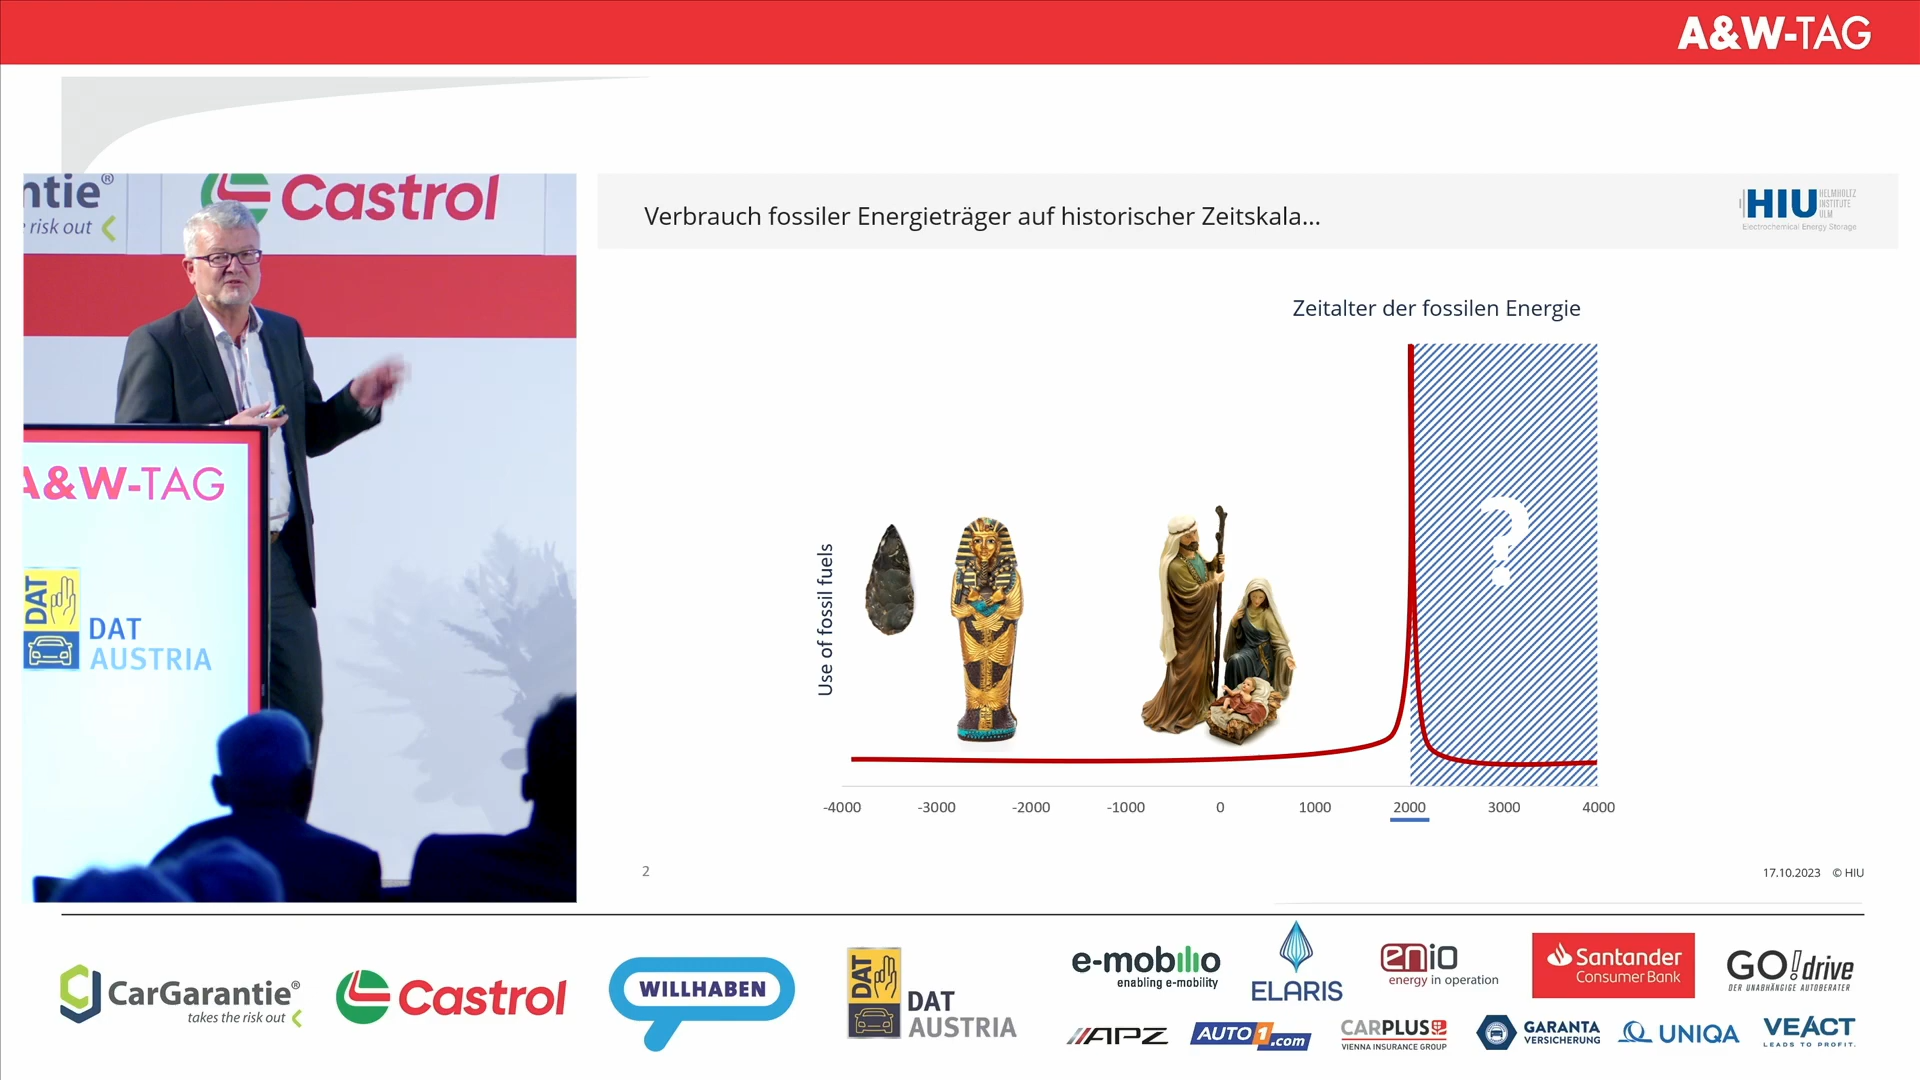 A&W-TAG
ntie®
risk out
Castrol
A&W-TAG
DAT
DAT
AUSTRIA
Verbrauch fossiler Energieträger auf historischer Zeitskala...
HIU
HELMHOLTZ
INSTITUTE
ULM
Electrochemical Energy Storage
Zeitalter der fossilen Energie
?
Use of fossil fuels
-4000 -3000 -2000 -1000 0 1000 2000 3000 4000
2
17.10.2023 © HIU
CarGarantie®
takes the risk out
Castrol
WILLHABEN
DAT
DAT
AUSTRIA
e-mobilio
enabling e-mobility
ELARIS
enio
energy in operation
Santander
Consumer Bank
GO!drive
DER UNABHÄNGIGE AUTOBERATER
APZ
AUTO1.com
CARPLUS
VIENNA INSURANCE GROUP
GARANTA
VERSICHERUNG
UNIQA
VEACT
LEADS TO PROFIT.